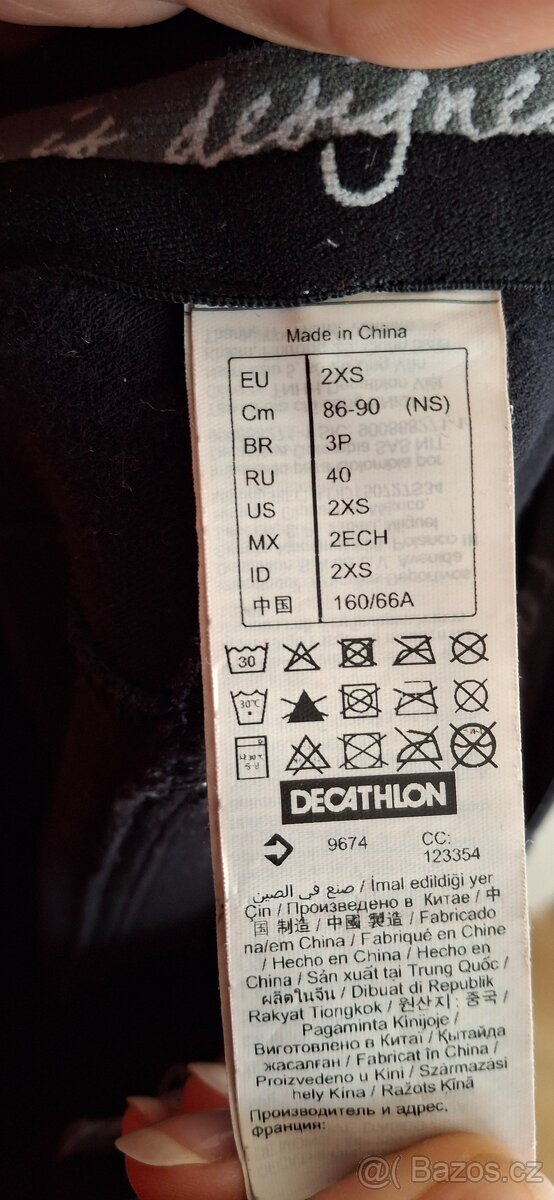 is designe
Made in China
EU 2XS
Cm 86-90 (NS)
BR 3P
RU 40
US 2XS
MX 2ECH
ID 2XS
中国 160/66A
30
30°C
DECATHLON
9674 CC:
123354
صنع في الصين / İmal edildiği yer
Çin / Произведено в Китае / 中
国 制造 / 中國 製造 / Fabricado
na/em China / Fabriqué en Chine
/ Hecho en China / Hecho en
China / Sản xuất tại Trung Quốc /
ผลิตในจีน / Dibuat di Republik
Rakyat Tiongkok / 원산지 : 중국 /
Pagaminta Kinijoje /
Виготовлено в Китаї / Қытайда
жасалған / Fabricat în China /
Proizvedeno u Kini / Származási
hely Kína / Ražots Ķīnā
Производитель и адрес,
Франция:
@( Bazos.cz